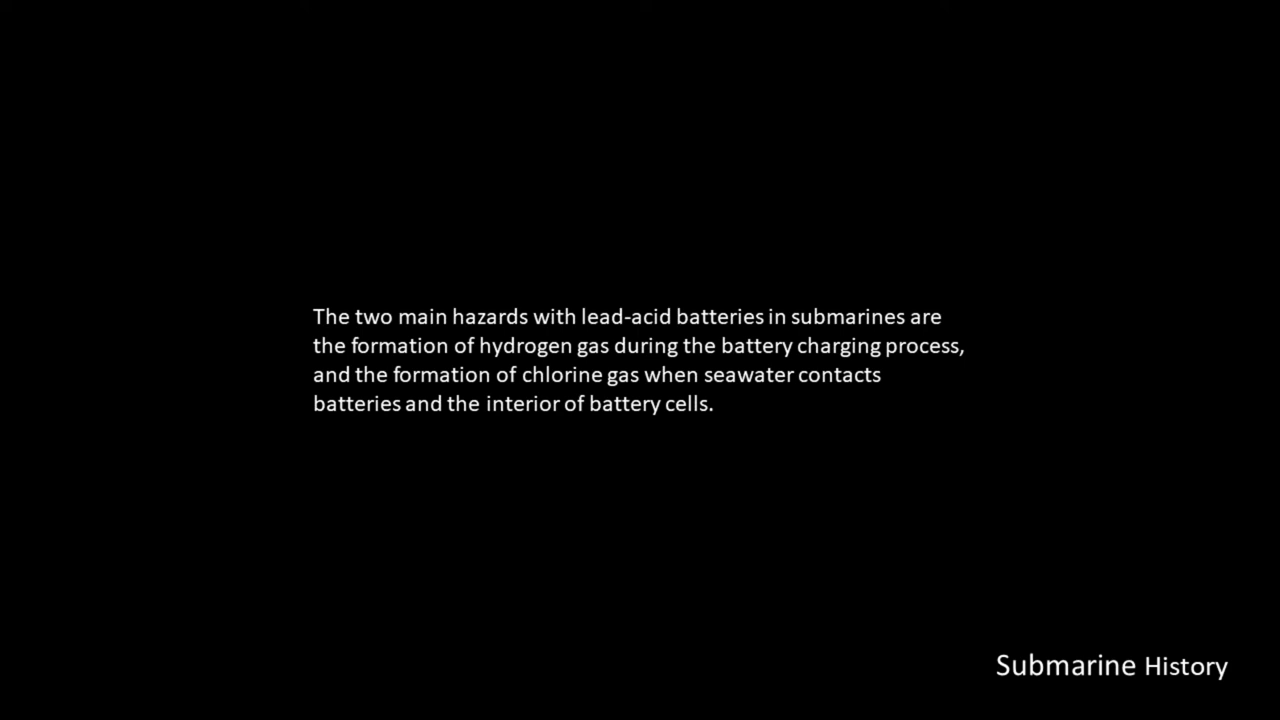 The two main hazards with lead-acid batteries in submarines are
the formation of hydrogen gas during the battery charging process,
and the formation of chlorine gas when seawater contacts
batteries and the interior of battery cells.
Submarine History